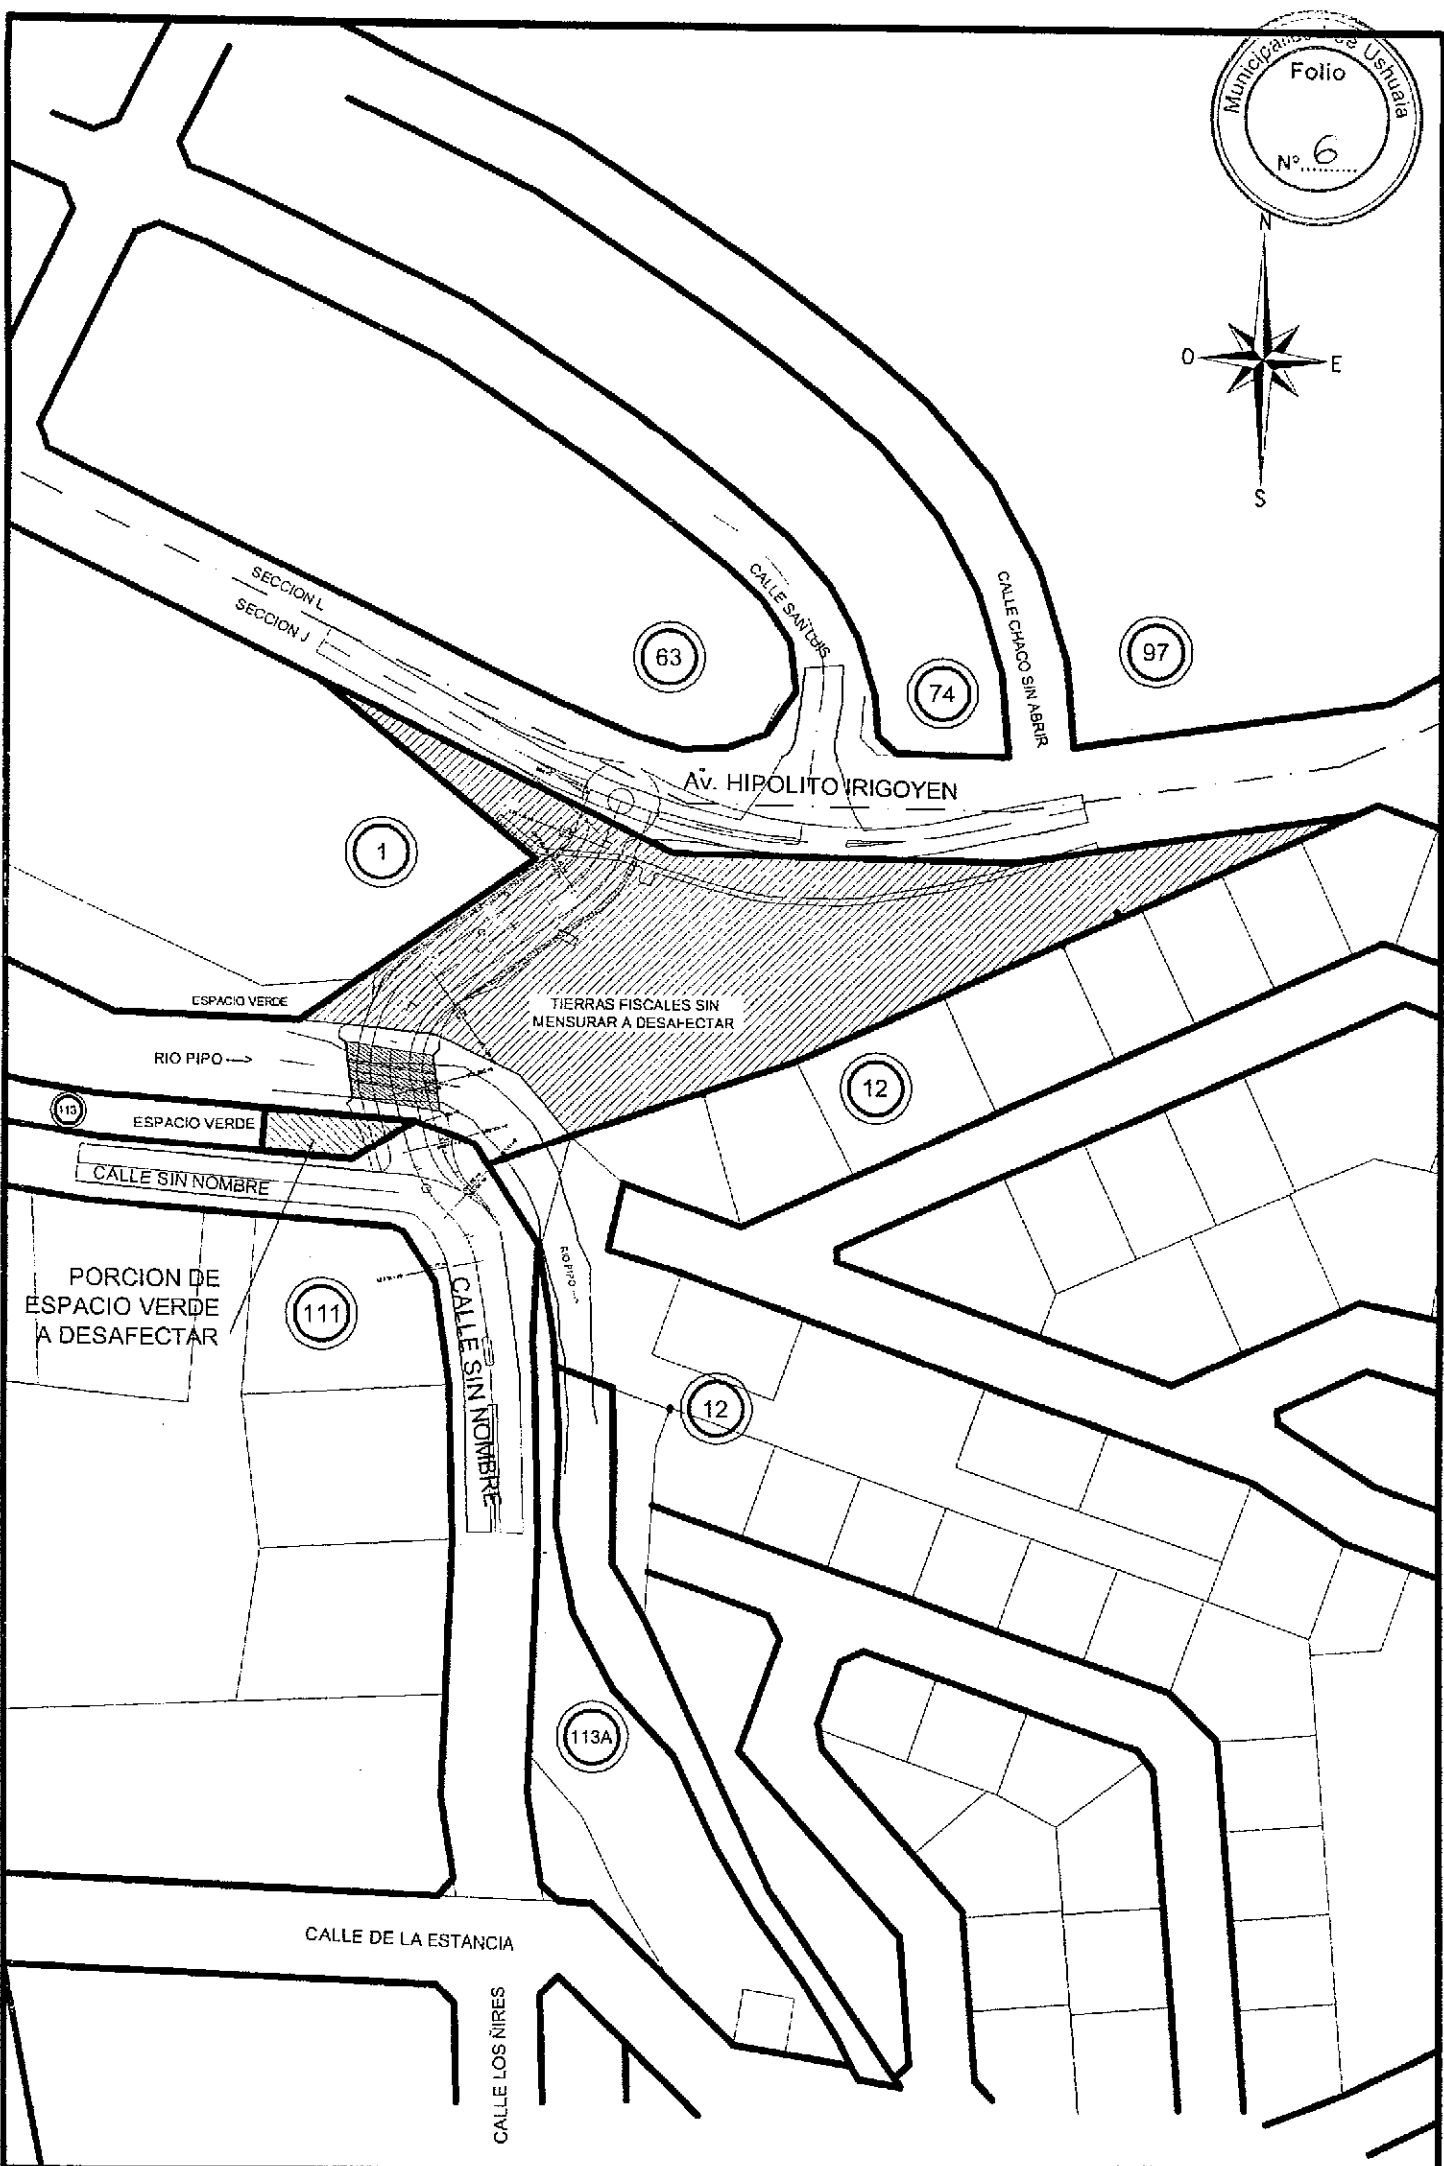 Municipalidad de Ushuaia
Folio
Nº 6
N
O
E
S
SECCION L
SECCION J
CALLE SAN LUIS
CALLE CHACO SIN ABRIR
63
74
97
Av. HIPOLITO IRIGOYEN
1
ESPACIO VERDE
TIERRAS FISCALES SIN
MENSURAR A DESAFECTAR
RIO PIPO
12
113
ESPACIO VERDE
CALLE SIN NOMBRE
RIO PIPO
PORCION DE
ESPACIO VERDE
A DESAFECTAR
111
CALLE SIN NOMBRE
12
113A
CALLE DE LA ESTANCIA
CALLE LOS ÑIRES